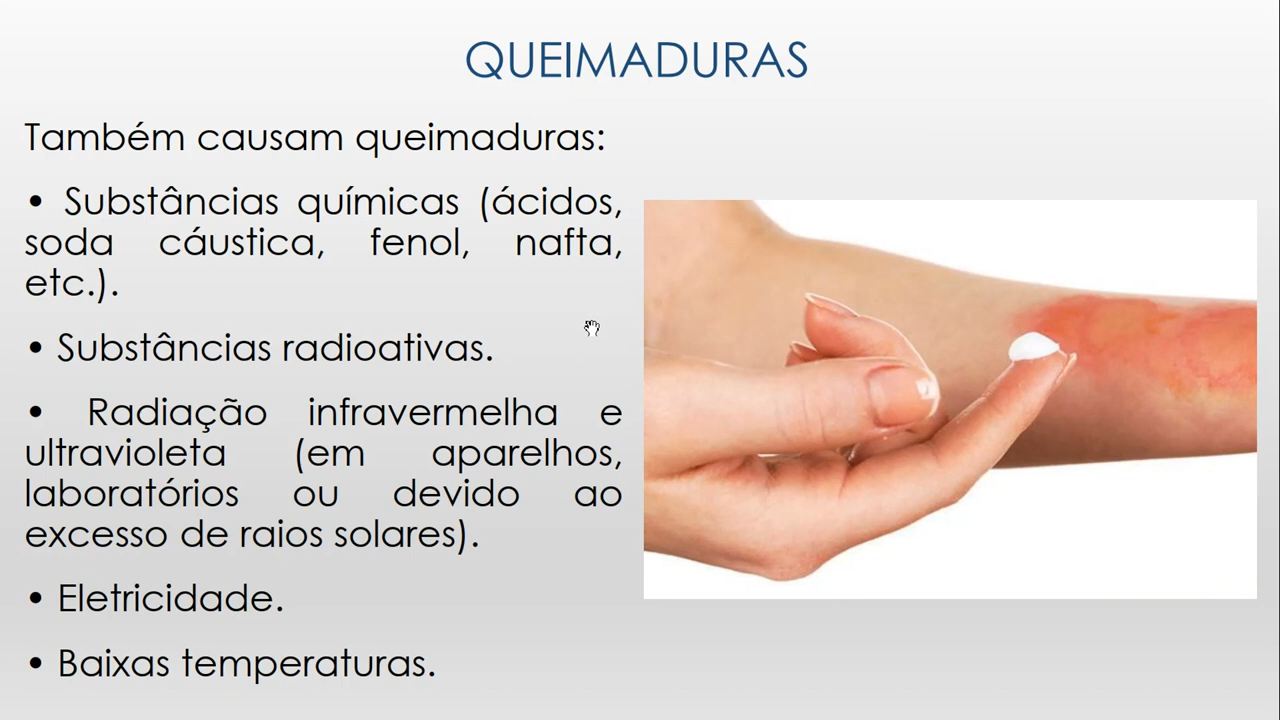 QUEIMADURAS
Também causam queimaduras:
• Substâncias químicas (ácidos,
soda cáustica, fenol, nafta,
etc.).
• Substâncias radioativas.
• Radiação infravermelha e
ultravioleta (em aparelhos,
laboratórios ou devido ao
excesso de raios solares).
• Eletricidade.
• Baixas temperaturas.